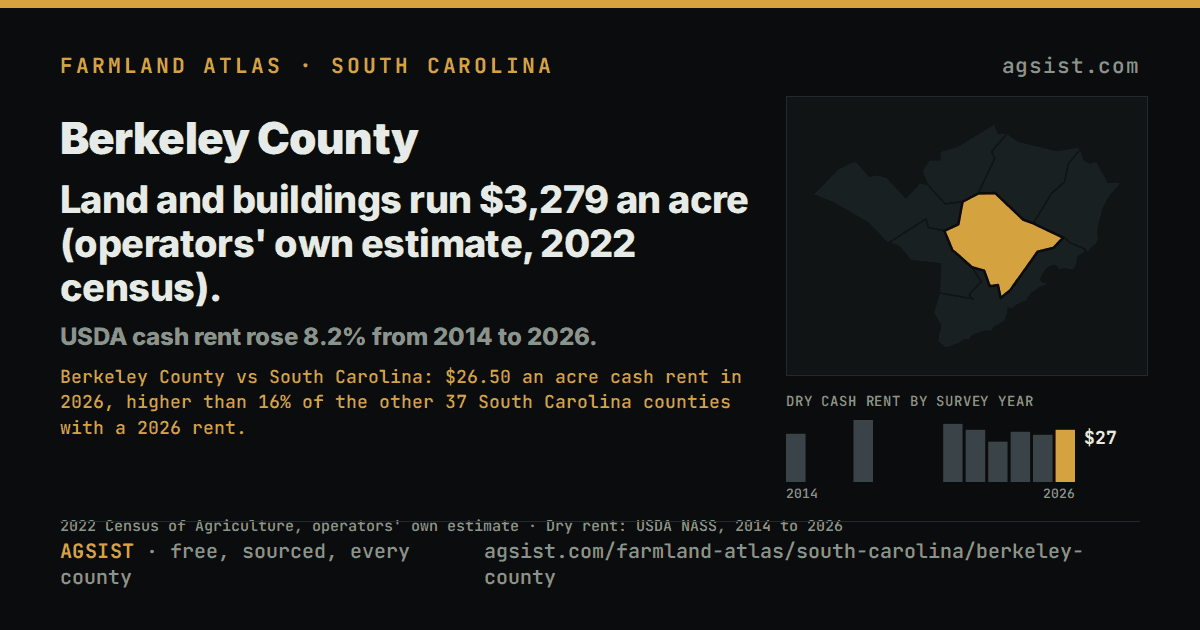 FARMLAND ATLAS · SOUTH CAROLINA
agsist.com
Berkeley County
Land and buildings run $3,279 an acre
(operators' own estimate, 2022
census).
USDA cash rent rose 8.2% from 2014 to 2026.
Berkeley County vs South Carolina: $26.50 an acre cash rent in
2026, higher than 16% of the other 37 South Carolina counties
with a 2026 rent.
DRY CASH RENT BY SURVEY YEAR
$27
2014
2026
2022 Census of Agriculture, operators' own estimate · Dry rent: USDA NASS, 2014 to 2026
AGSIST · free, sourced, every
county
agsist.com/farmland-atlas/south-carolina/berkeley-
county